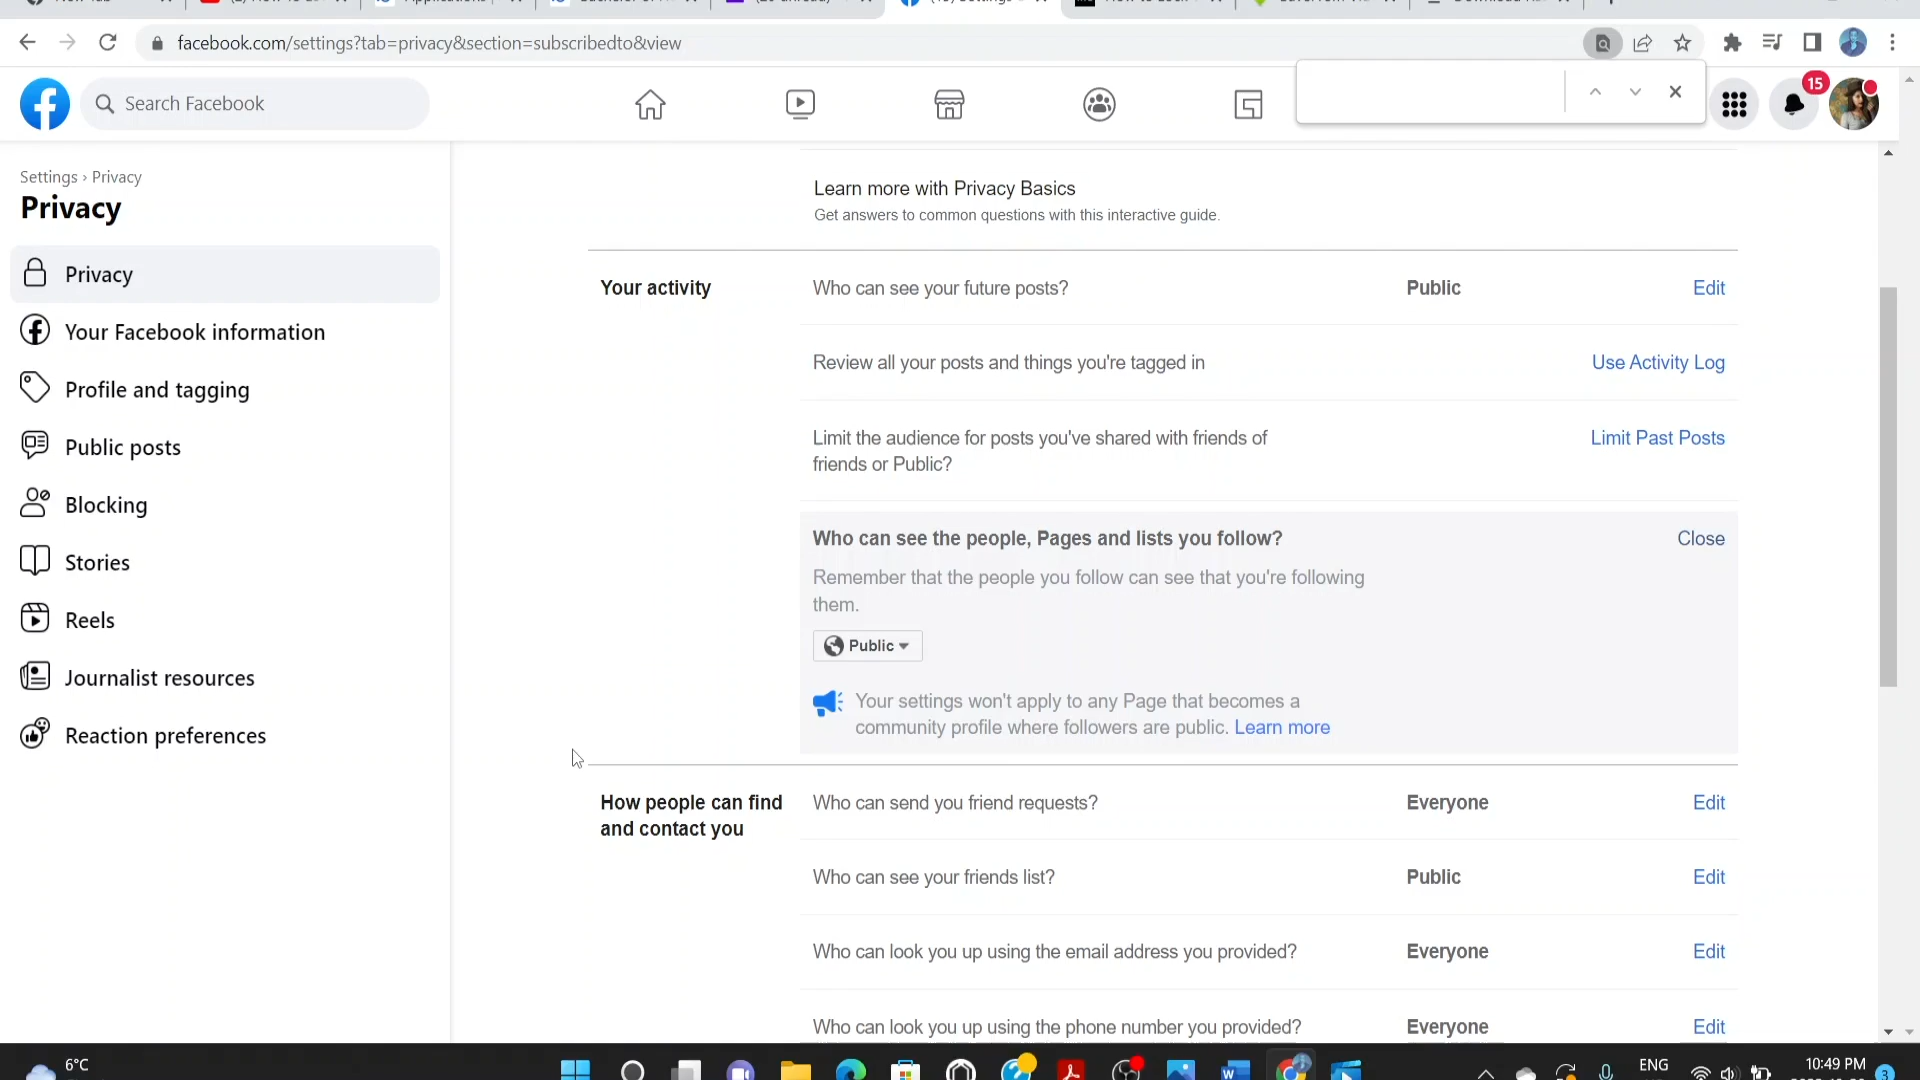 facebook.com/settings?tab=privacy&section=subscribedto&view
Search Facebook
15
Settings › Privacy
Privacy
Privacy
Your Facebook information
Profile and tagging
Public posts
Blocking
Stories
Reels
Journalist resources
Reaction preferences
Learn more with Privacy Basics
Get answers to common questions with this interactive guide.
Your activity
Who can see your future posts? Public Edit
Review all your posts and things you're tagged in Use Activity Log
Limit the audience for posts you've shared with friends of Limit Past Posts
friends or Public?
Who can see the people, Pages and lists you follow? Close
Remember that the people you follow can see that you're following
them.
Public
Your settings won't apply to any Page that becomes a
community profile where followers are public. Learn more
How people can find
and contact you
Who can send you friend requests? Everyone Edit
Who can see your friends list? Public Edit
Who can look you up using the email address you provided? Everyone Edit
Who can look you up using the phone number you provided? Everyone Edit
6°C
ENG
10:49 PM
3